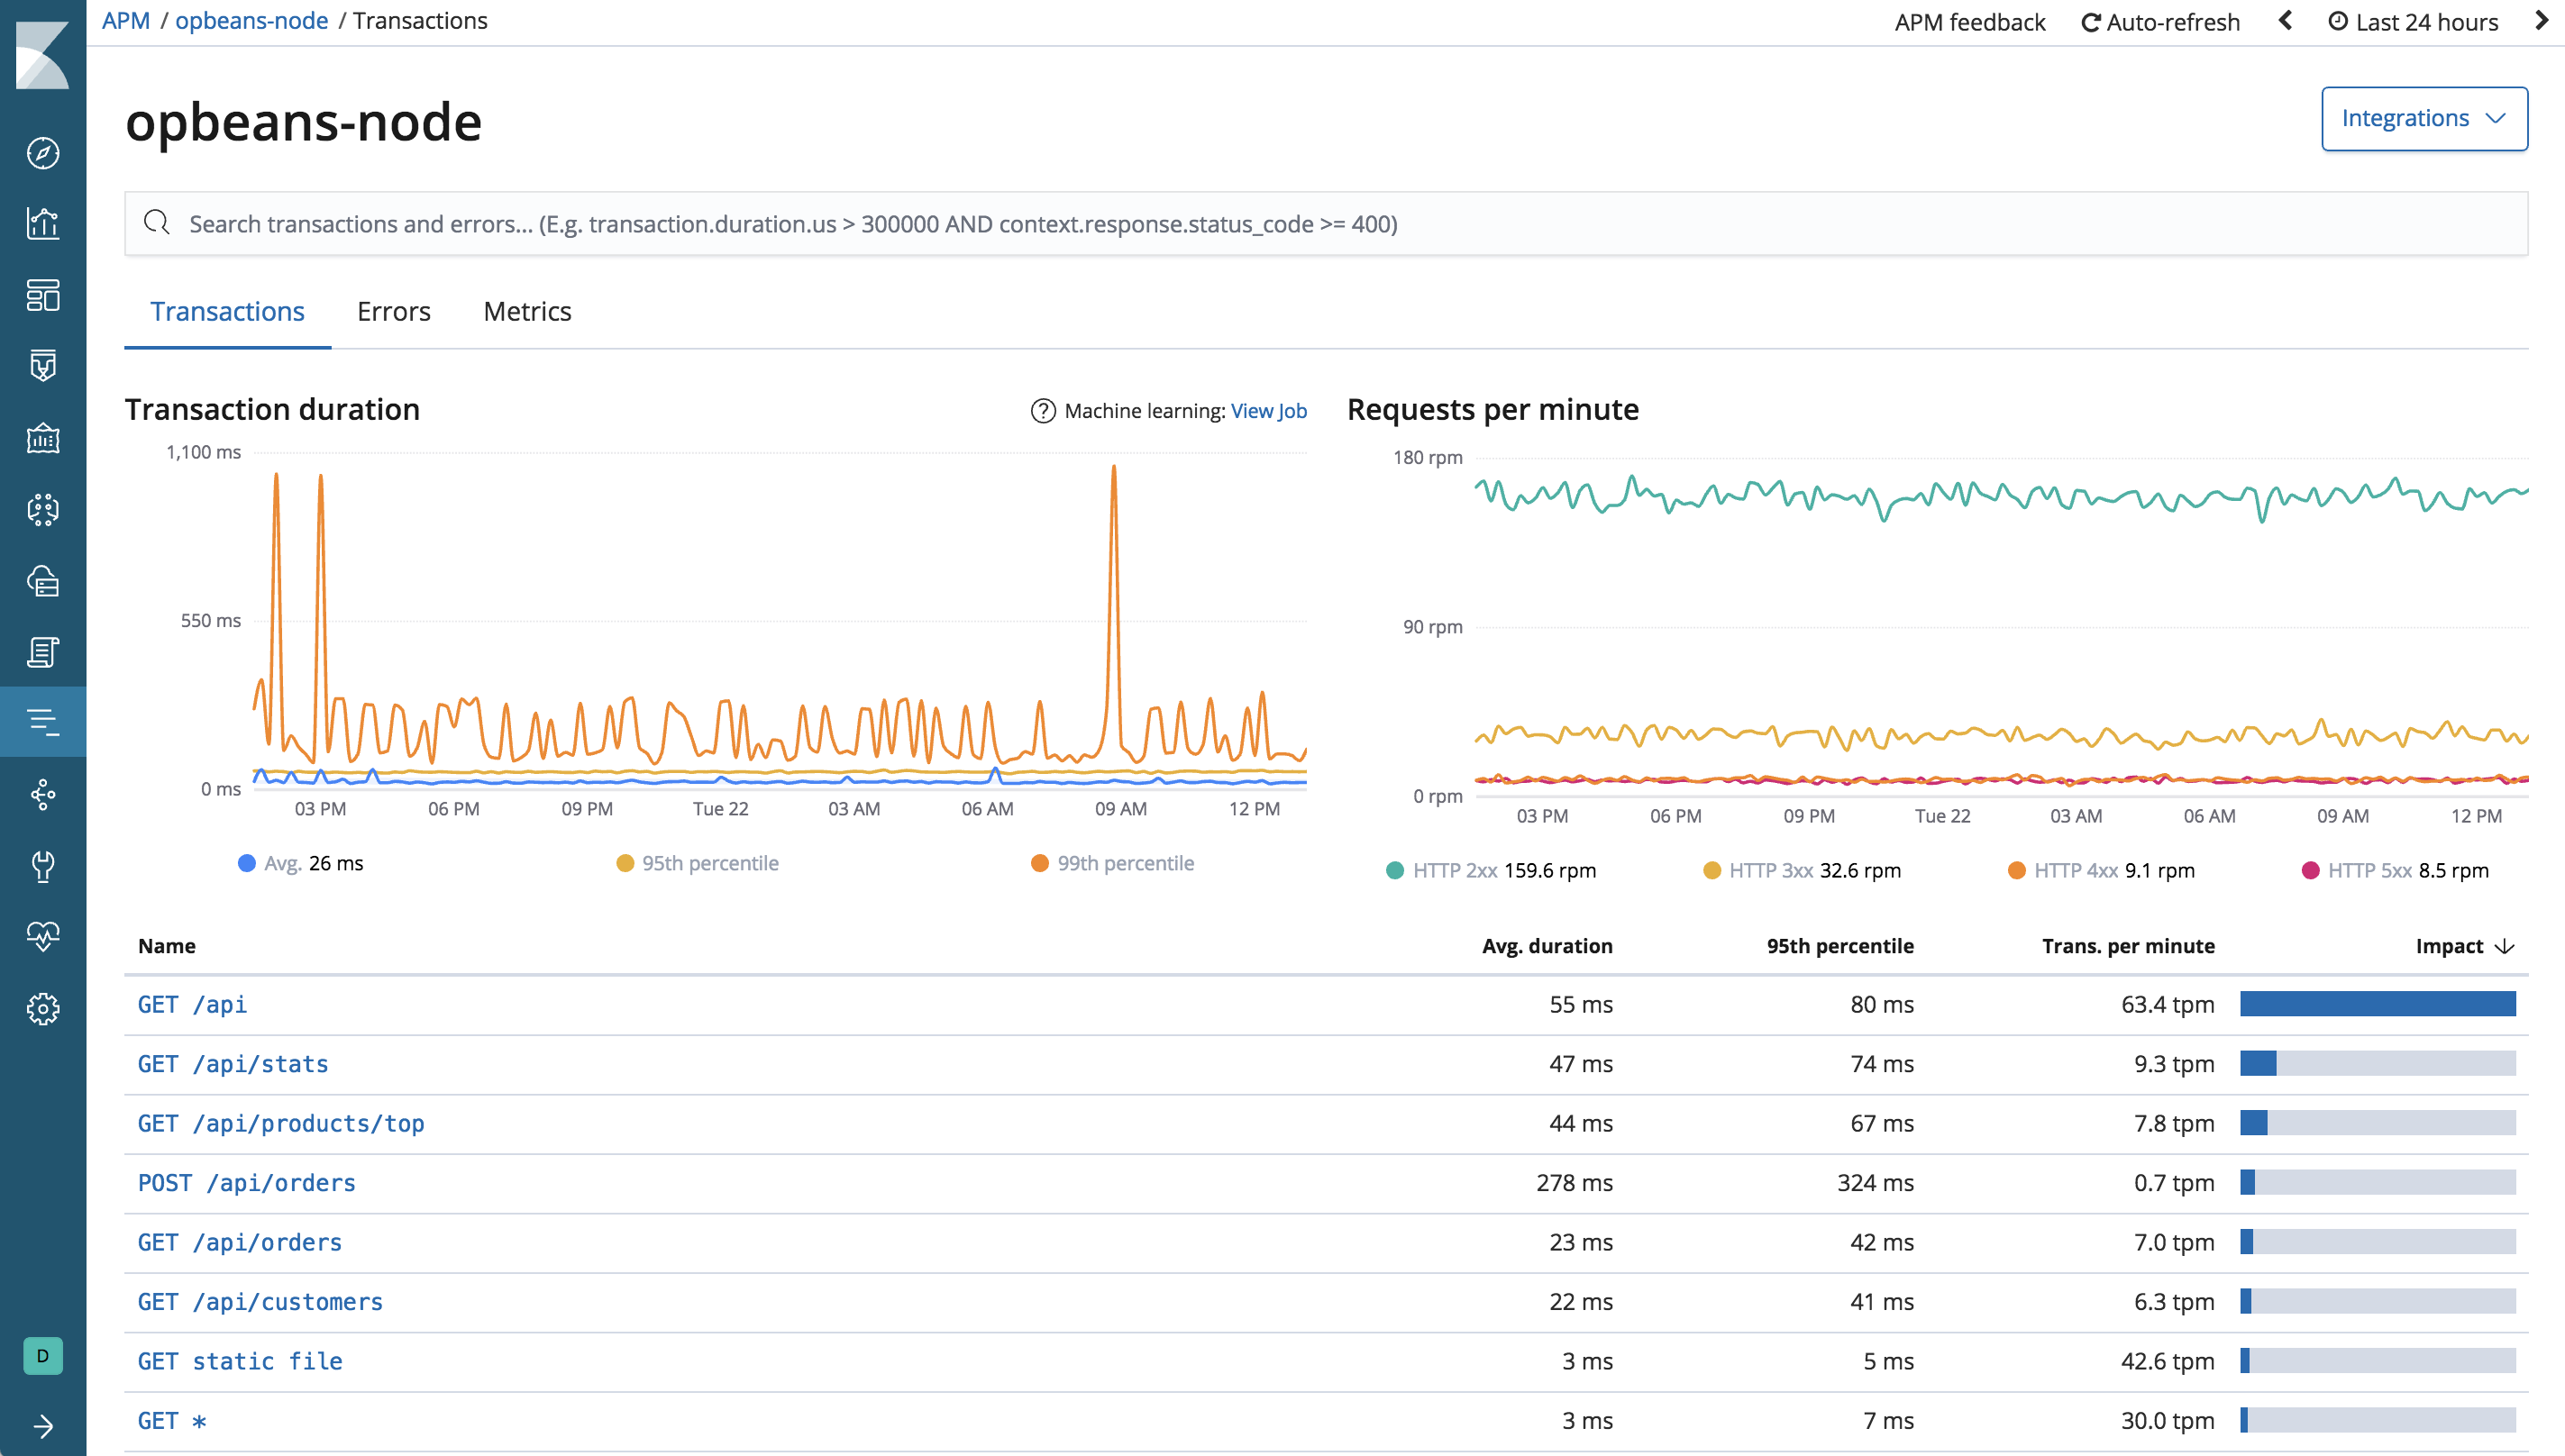 APM / opbeans-node / Transactions
APM feedback Auto-refresh Last 24 hours
opbeans-node
Integrations
Search transactions and errors... (E.g. transaction.duration.us > 300000 AND context.response.status_code >= 400)
Transactions Errors Metrics
Transaction duration
Machine learning: View Job
1,100 ms
550 ms
0 ms
03 PM 06 PM 09 PM Tue 22 03 AM 06 AM 09 AM 12 PM
Avg. 26 ms 95th percentile 99th percentile
Requests per minute
180 rpm
90 rpm
0 rpm
03 PM 06 PM 09 PM Tue 22 03 AM 06 AM 09 AM 12 PM
HTTP 2xx 159.6 rpm HTTP 3xx 32.6 rpm HTTP 4xx 9.1 rpm HTTP 5xx 8.5 rpm
Name Avg. duration 95th percentile Trans. per minute Impact
GET /api 55 ms 80 ms 63.4 tpm
GET /api/stats 47 ms 74 ms 9.3 tpm
GET /api/products/top 44 ms 67 ms 7.8 tpm
POST /api/orders 278 ms 324 ms 0.7 tpm
GET /api/orders 23 ms 42 ms 7.0 tpm
GET /api/customers 22 ms 41 ms 6.3 tpm
GET static file 3 ms 5 ms 42.6 tpm
GET * 3 ms 7 ms 30.0 tpm
D